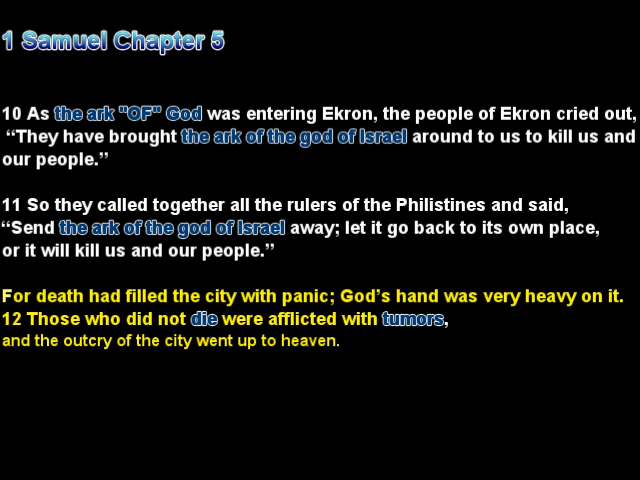 1 Samuel Chapter 5
10 As the ark "OF" God was entering Ekron, the people of Ekron cried out,
“They have brought the ark of the god of Israel around to us to kill us and
our people.”
11 So they called together all the rulers of the Philistines and said,
“Send the ark of the god of Israel away; let it go back to its own place,
or it will kill us and our people.”
For death had filled the city with panic; God’s hand was very heavy on it.
12 Those who did not die were afflicted with tumors,
and the outcry of the city went up to heaven.